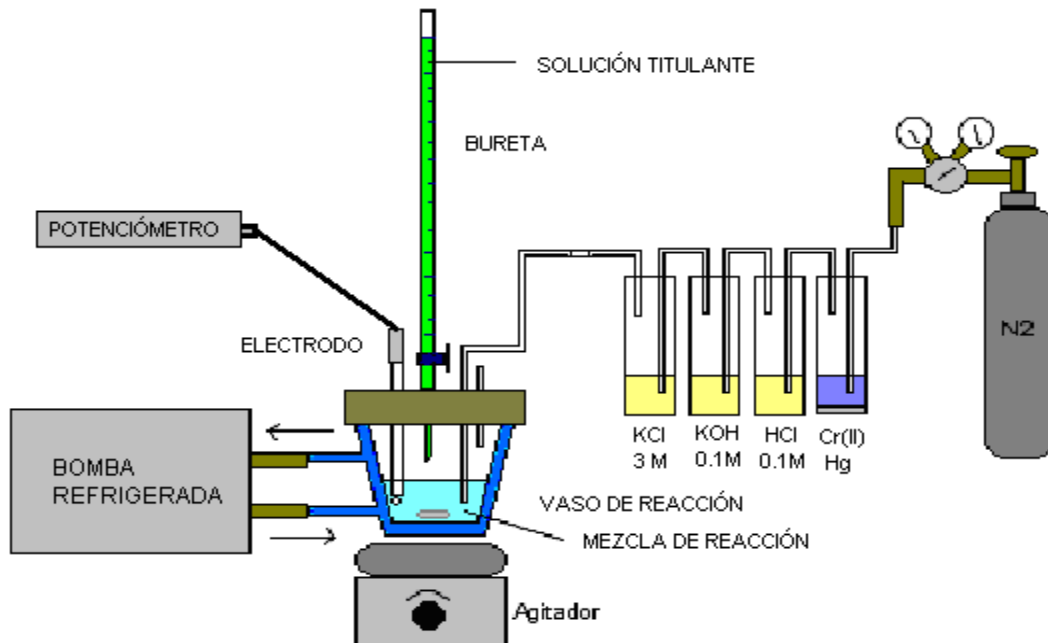 SOLUCIÓN TITULANTE
BURETA
POTENCIÓMETRO
ELECTRODO
N2
KCl
3 M
KOH
0.1M
HCl
0.1M
Cr(II)
Hg
BOMBA
REFRIGERADA
VASO DE REACCIÓN
MEZCLA DE REACCIÓN
Agitador